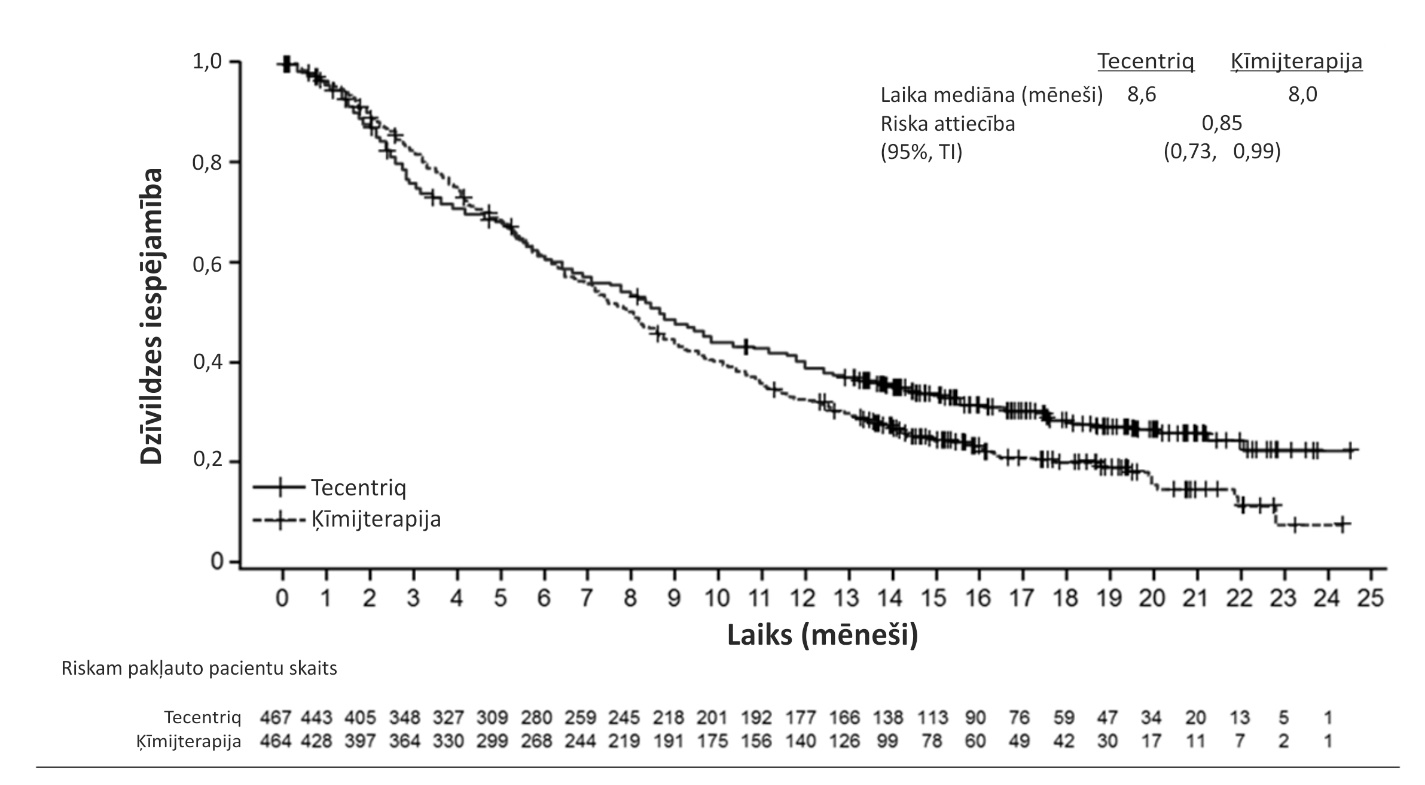 Tecentriq Ķīmijterapija
Laika mediāna (mēneši) 8,6 8,0
Riska attiecība 0,85
(95%, TI) (0,73, 0,99)
Dzīvildzes iespējamība
1,0
0,8
0,6
0,4
0,2
0
Tecentriq
Ķīmijterapija
0 1 2 3 4 5 6 7 8 9 10 11 12 13 14 15 16 17 18 19 20 21 22 23 24 25
Laiks (mēneši)
Riskam pakļauto pacientu skaits
Tecentriq 467 443 405 348 327 309 280 259 245 218 201 192 177 166 138 113 90 76 59 47 34 20 13 5 1
Ķīmijterapija 464 428 397 364 330 299 268 244 219 191 175 156 140 126 99 78 60 49 42 30 17 11 7 2 1